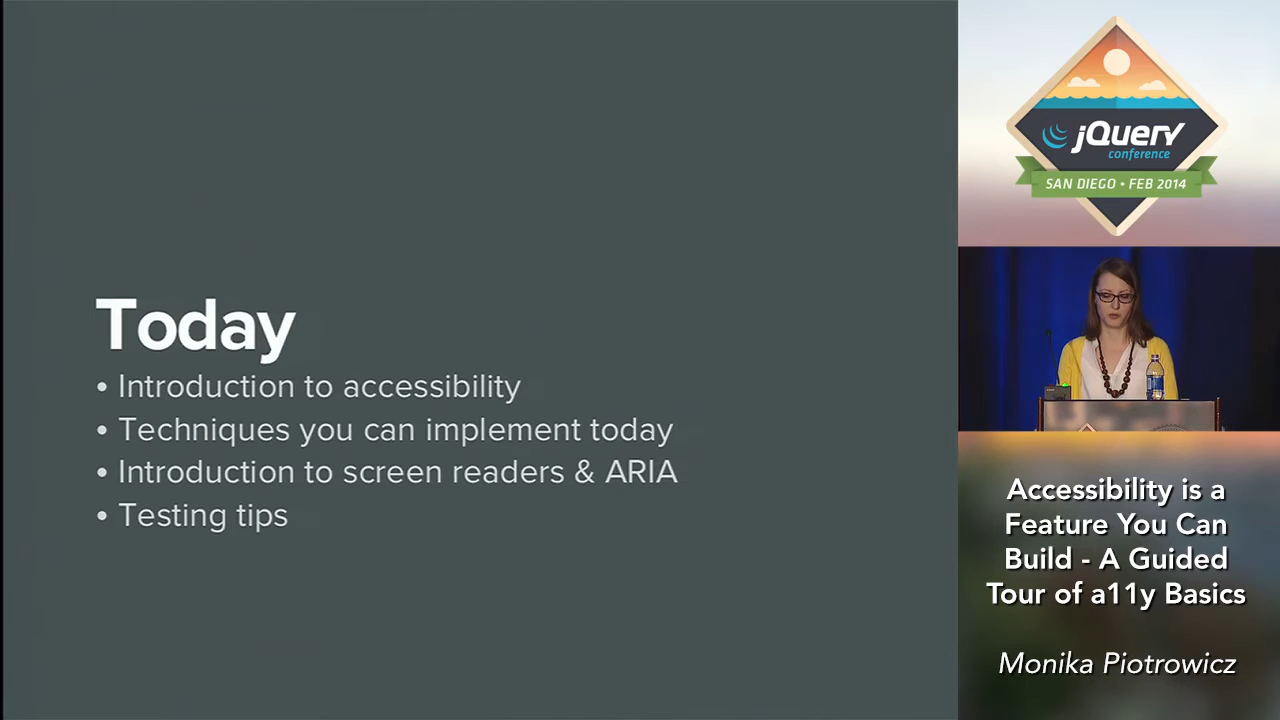 Today
• Introduction to accessibility
• Techniques you can implement today
• Introduction to screen readers & ARIA
• Testing tips
jQuery
conference
SAN DIEGO • FEB 2014
Accessibility is a
Feature You Can
Build - A Guided
Tour of a11y Basics
Monika Piotrowicz